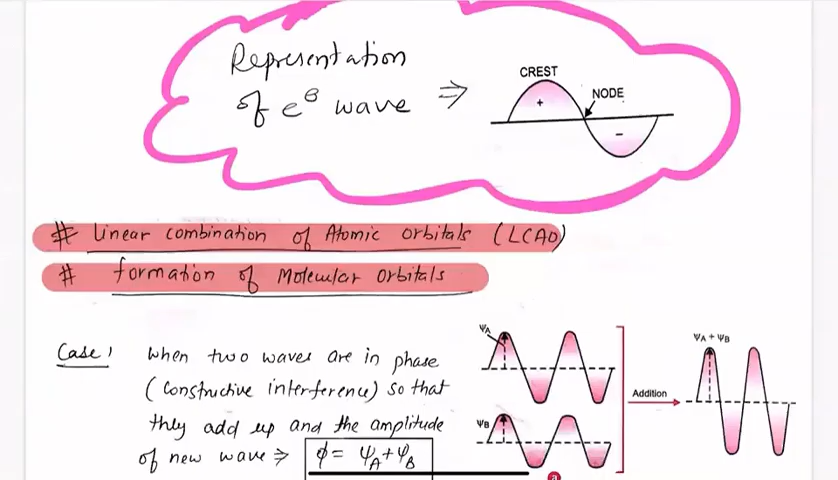 Representation
of e⊖ wave ⇒
CREST
+
NODE
-
# Linear combination of Atomic orbitals (LCAO)
# formation of Molecular orbitals
Case 1
when two waves are in phase
(constructive interference) so that
they add up and the amplitude
of new wave ⇒ ϕ = ψA+ψB
ψA
ψB
Addition
ψA + ψB